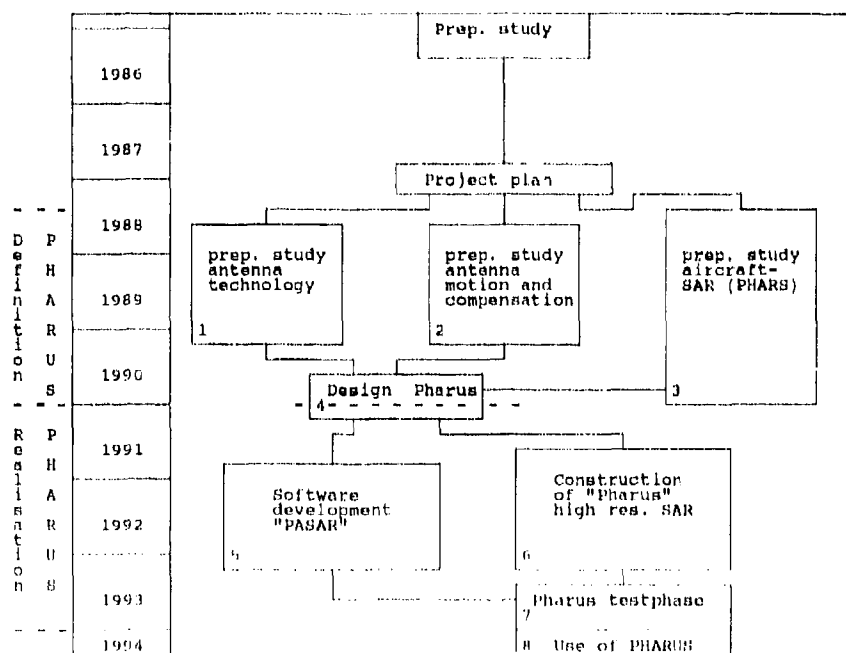 Prep. study
1986
1987
Project plan
1988
prep. study
antenna
technology
1
prep. study
antenna
motion and
compensation
2
prep. study
aircraft-
SAR (PHARS)
3
Definition
PHARUS
1989
1990
Design Pharus
4
Realisation
PHARUS
1991
Software
development
"PASAR"
5
Construction
of "Pharus"
high res. SAR
6
1992
1993
Pharus testphase
7
1994
8 Use of PHARUS